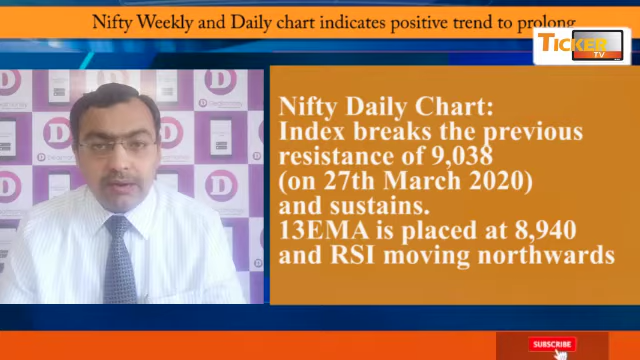 Nifty Weekly and Daily chart indicates positive trend to prolong
TICKER
TV
Nifty Daily Chart:
Index breaks the previous
resistance of 9,038
(on 27th March 2020)
and sustains.
13EMA is placed at 8,940
and RSI moving northwards
SUBSCRIBE